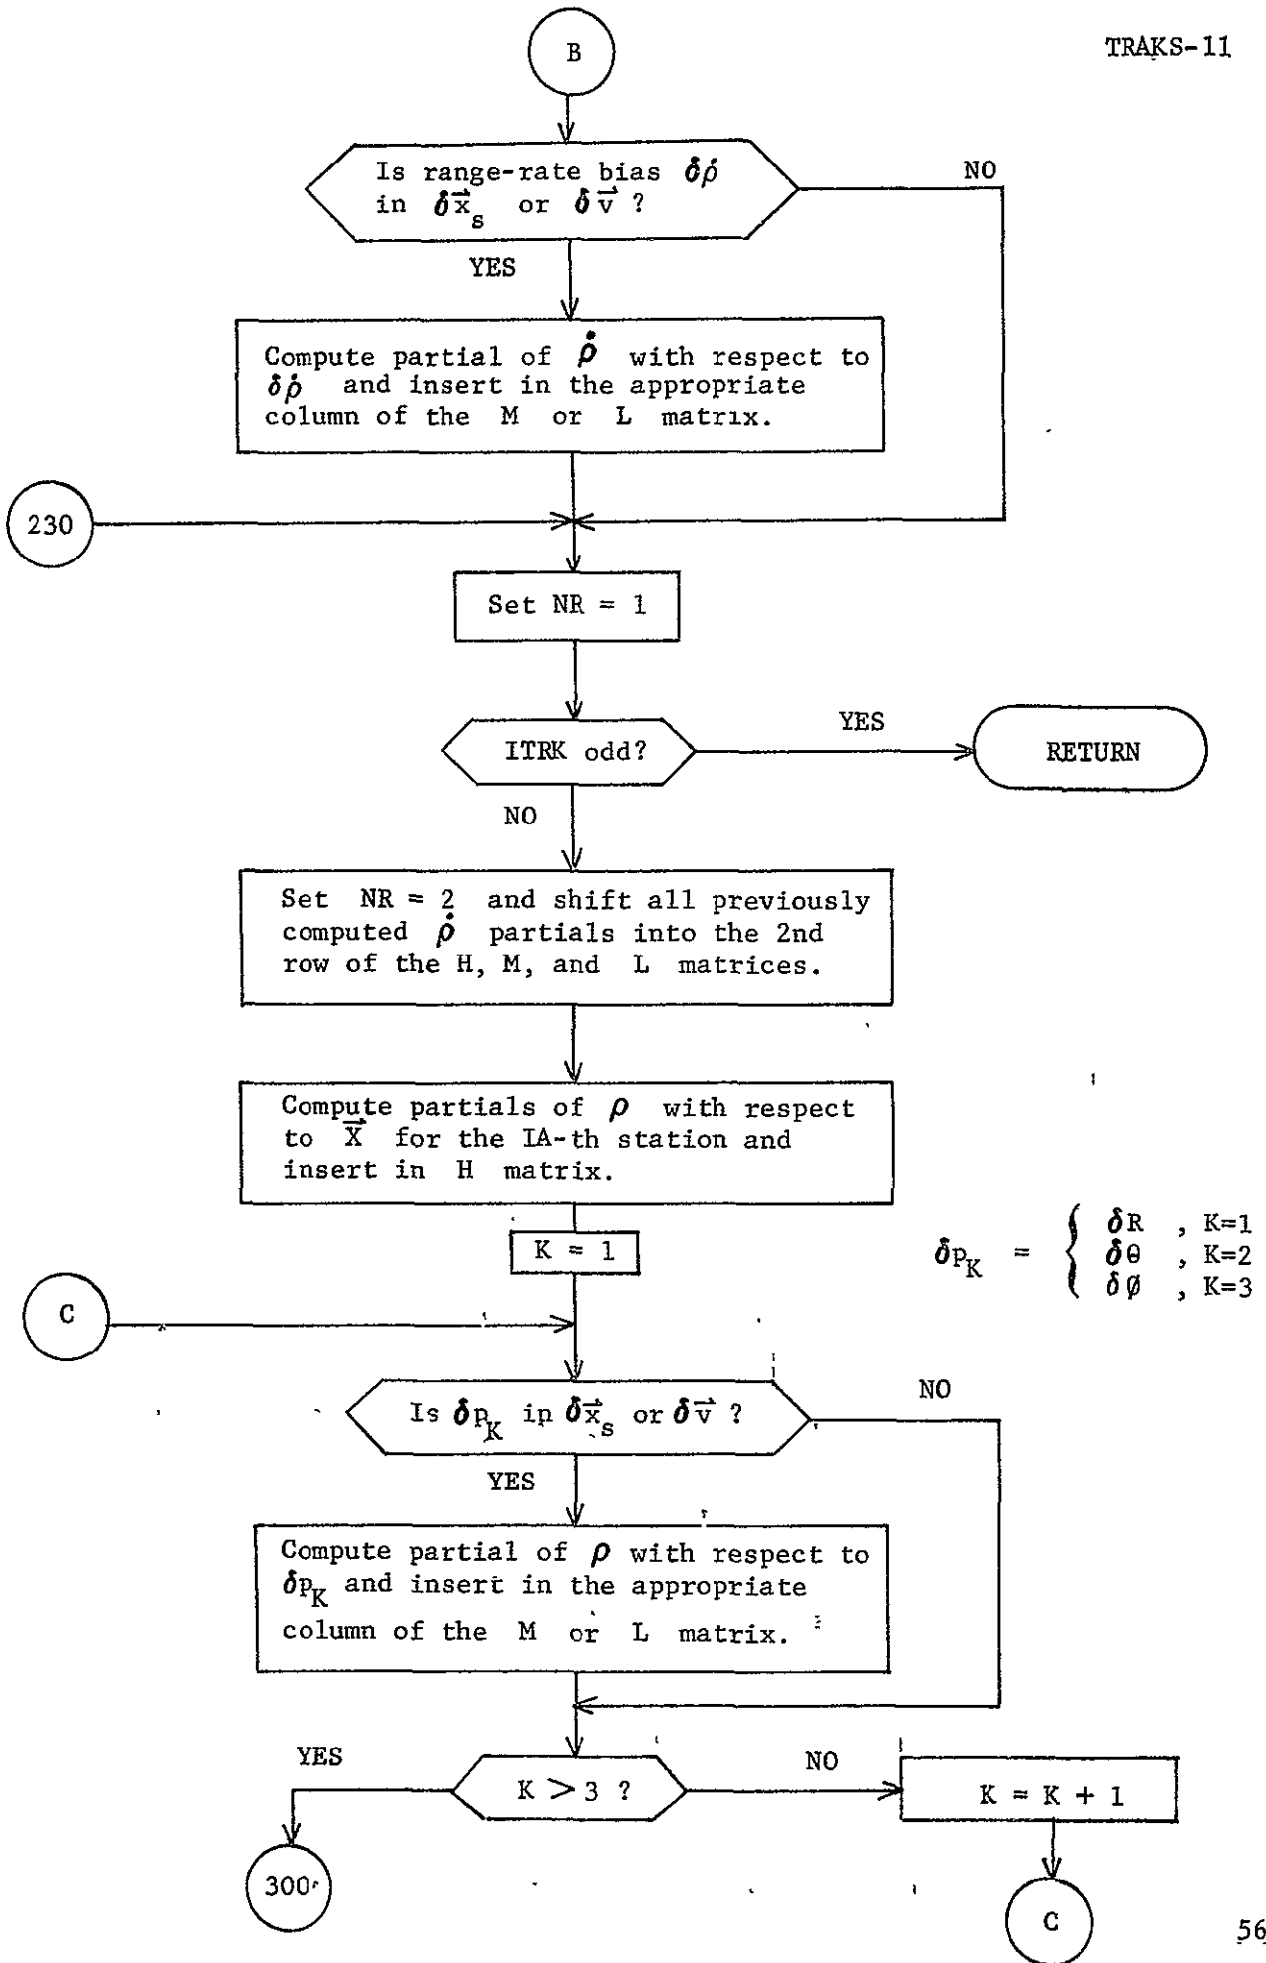 TRAKS-11
B
Is range-rate bias δρ̇
in δx⃗s or δv⃗ ?
NO
YES
Compute partial of ρ̇ with respect to
δρ̇ and insert in the appropriate
column of the M or L matrix.
230
Set NR = 1
ITRK odd?
YES
RETURN
NO
Set NR = 2 and shift all previously
computed ρ̇ partials into the 2nd
row of the H, M, and L matrices.
Compute partials of ρ with respect
to X⃗ for the IA-th station and
insert in H matrix.
K = 1
δpK = { δR , K=1
δθ , K=2
δφ , K=3
C
Is δpK in δx⃗s or δv⃗ ?
NO
YES
Compute partial of ρ with respect to
δpK and insert in the appropriate
column of the M or L matrix.
YES
K > 3 ?
NO
K = K + 1
300
C
56